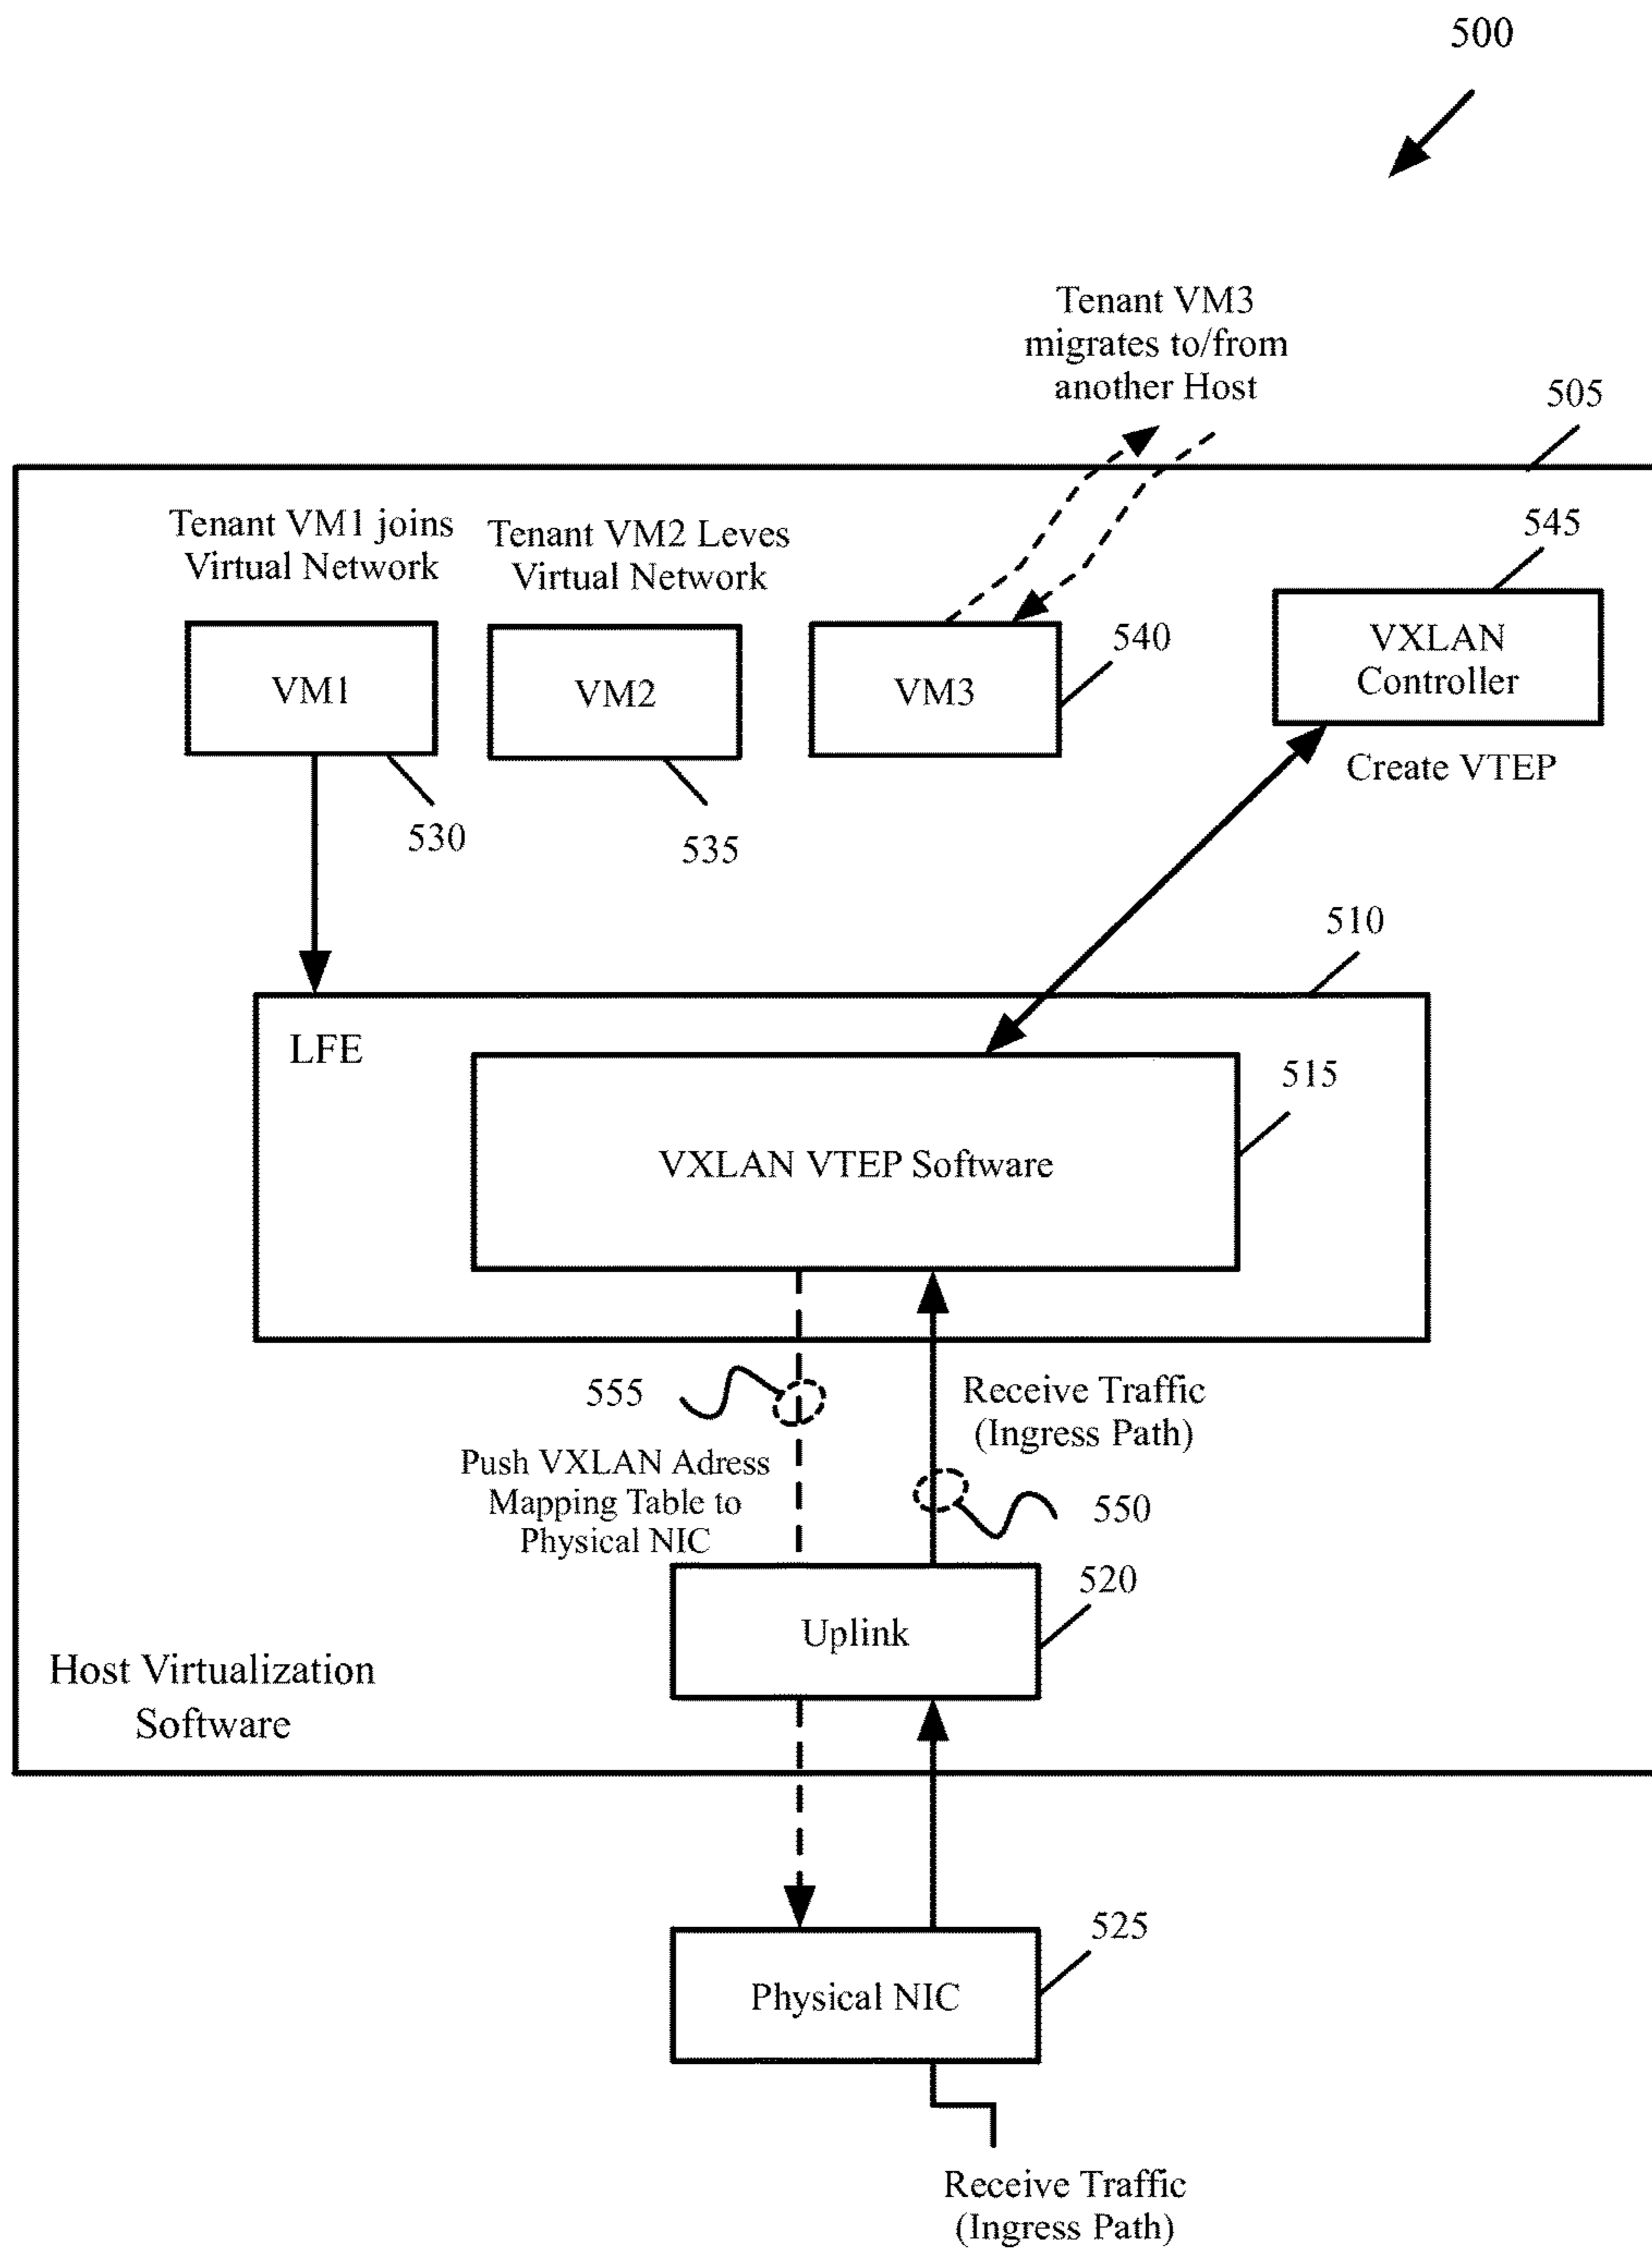 500
Tenant VM3
migrates to/from
another Host
505
Tenant VM1 joins
Virtual Network
Tenant VM2 Leves
Virtual Network
545
VM1
VM2
VM3
540
VXLAN
Controller
Create VTEP
530
535
510
LFE
515
VXLAN VTEP Software
555
Receive Traffic
(Ingress Path)
Push VXLAN Adress
Mapping Table to
Physical NIC
550
520
Uplink
Host Virtualization
Software
525
Physical NIC
Receive Traffic
(Ingress Path)